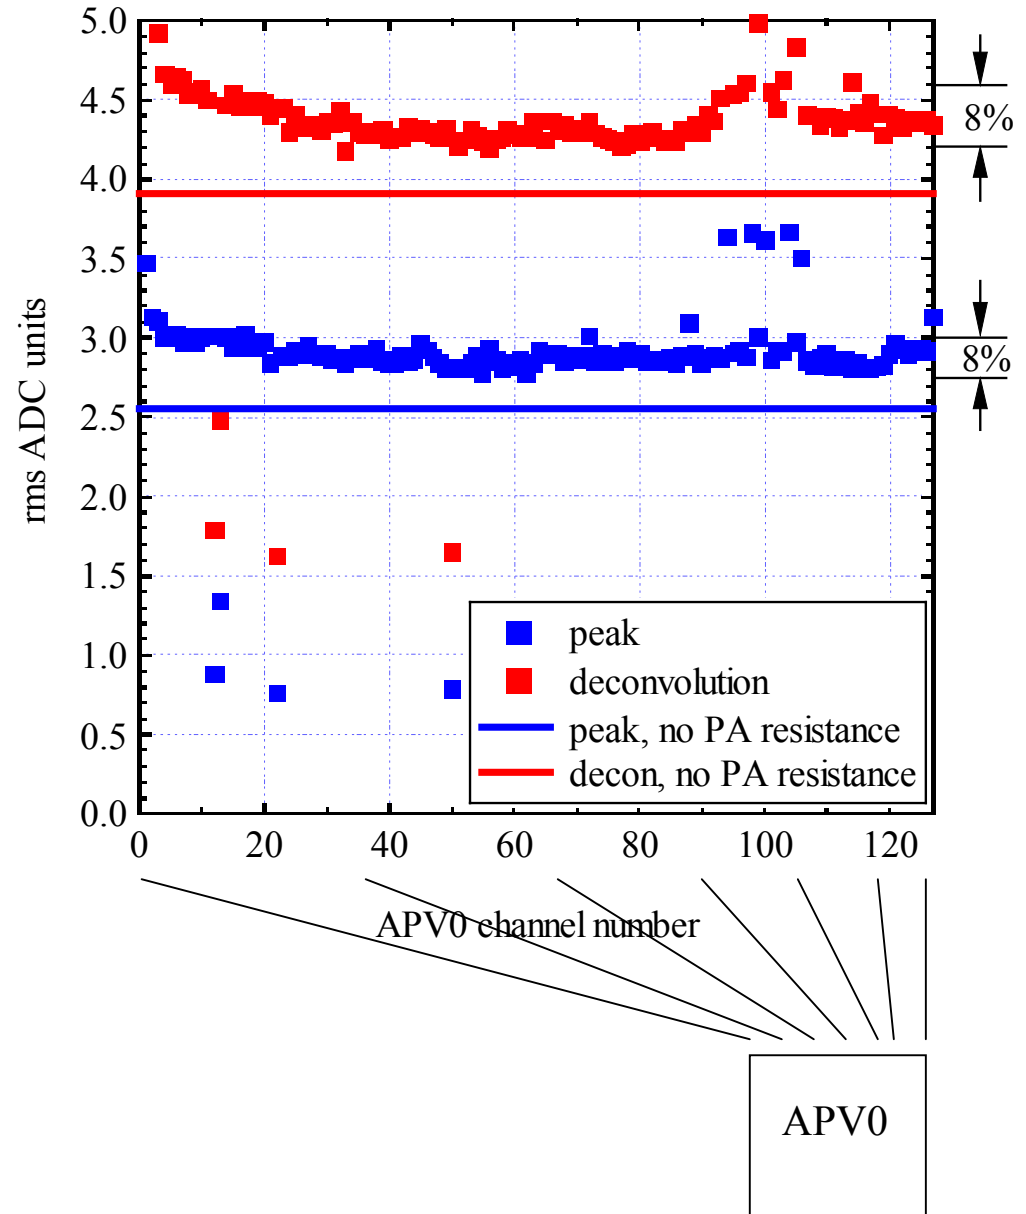 5.0
4.5
4.0
3.5
3.0
2.5
2.0
1.5
1.0
0.5
0.0
rms ADC units
8%
8%
peak
deconvolution
peak, no PA resistance
decon, no PA resistance
0 20 40 60 80 100 120
APV0 channel number
APV0